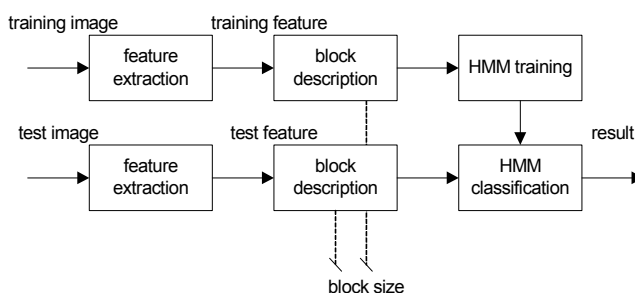 training image
training feature
feature
extraction
block
description
HMM training
test image
test feature
result
feature
extraction
block
description
HMM
classification
block size